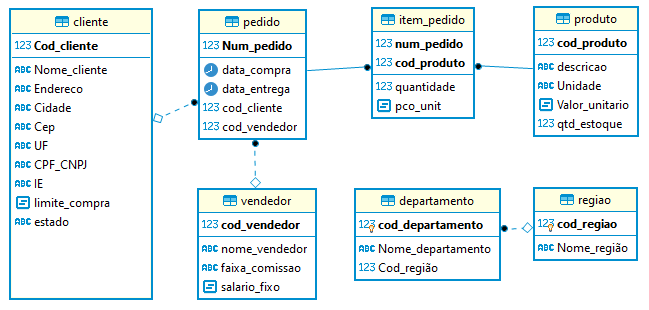 cliente
123 Cod_cliente
ABC Nome_cliente
ABC Endereco
ABC Cidade
ABC Cep
ABC UF
ABC CPF_CNPJ
ABC IE
limite_compra
ABC estado
pedido
123 Num_pedido
data_compra
data_entrega
123 cod_cliente
123 cod_vendedor
item_pedido
123 num_pedido
123 cod_produto
123 quantidade
pco_unit
produto
123 cod_produto
ABC descricao
ABC Unidade
Valor_unitario
123 qtd_estoque
vendedor
123 cod_vendedor
ABC nome_vendedor
ABC faixa_comissao
salario_fixo
departamento
123 cod_departamento
ABC Nome_departamento
123 Cod_região
regiao
123 cod_regiao
ABC Nome_região